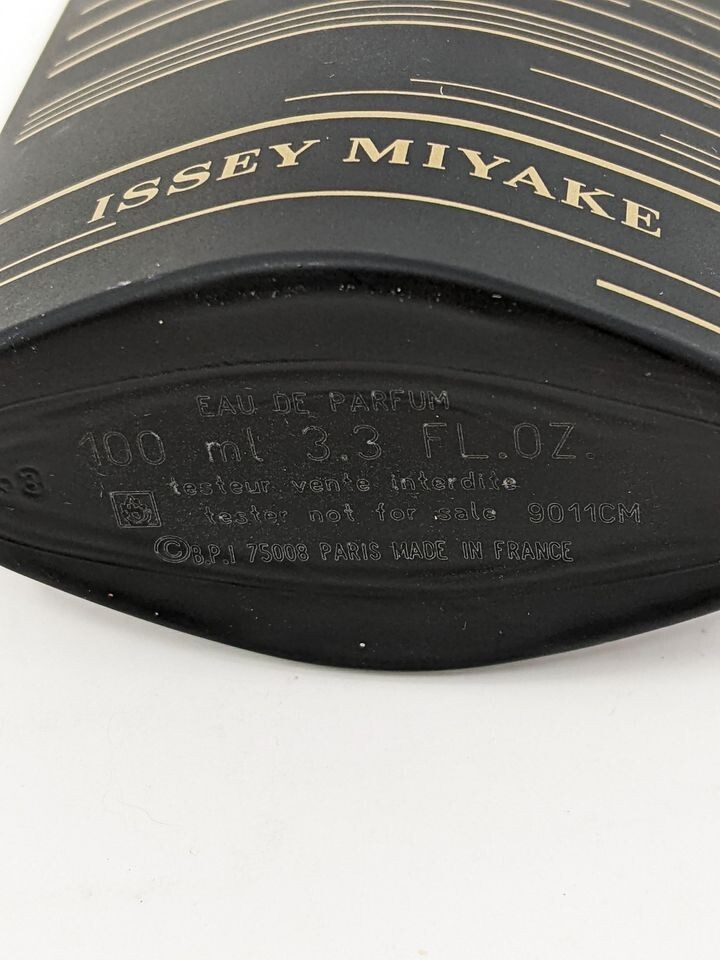 ISSEY MIYAKE
EAU DE PARFUM
100 ml 3.3 FL.OZ.
testeur vente interdite
tester not for sale 9011CM
©B.P.I 75008 PARIS MADE IN FRANCE